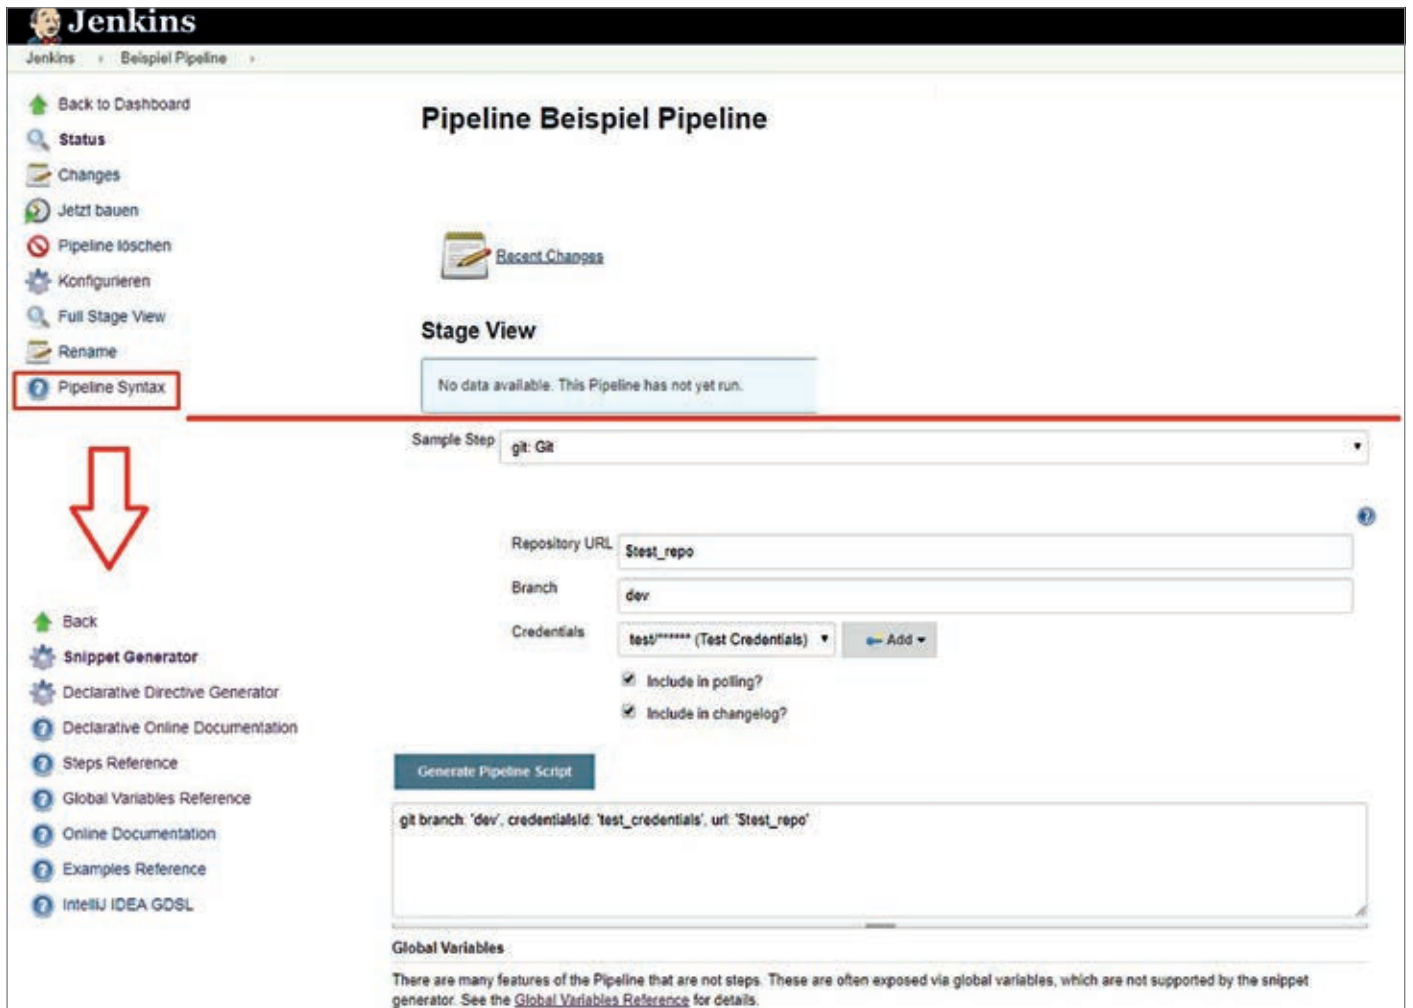 Jenkins
Jenkins › Beispiel Pipeline ›
Back to Dashboard
Status
Changes
Jetzt bauen
Pipeline löschen
Konfigurieren
Full Stage View
Rename
Pipeline Syntax
Pipeline Beispiel Pipeline
Recent Changes
Stage View
No data available. This Pipeline has not yet run.
Back
Snippet Generator
Declarative Directive Generator
Declarative Online Documentation
Steps Reference
Global Variables Reference
Online Documentation
Examples Reference
IntelliJ IDEA GDSL
Sample Step git: Git
Repository URL $test_repo
Branch dev
Credentials test/****** (Test Credentials) Add
Include in polling?
Include in changelog?
Generate Pipeline Script
git branch: 'dev', credentialsId: 'test_credentials', url: '$test_repo'
Global Variables
There are many features of the Pipeline that are not steps. These are often exposed via global variables, which are not supported by the snippet
generator. See the Global Variables Reference for details.